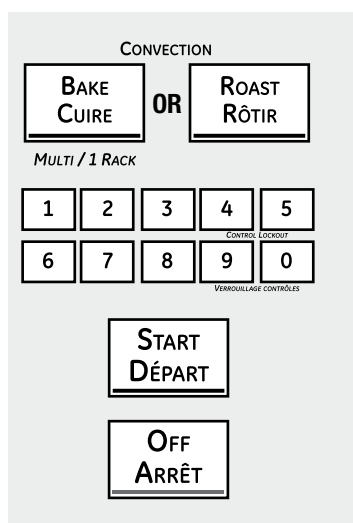 CONVECTION
BAKE
CUIRE
OR
ROAST
RÔTIR
MULTI / 1 RACK
1 2 3 4 5
CONTROL LOCKOUT
6 7 8 9 0
VERROUILLAGE CONTRÔLES
START
DÉPART
OFF
ARRÊT